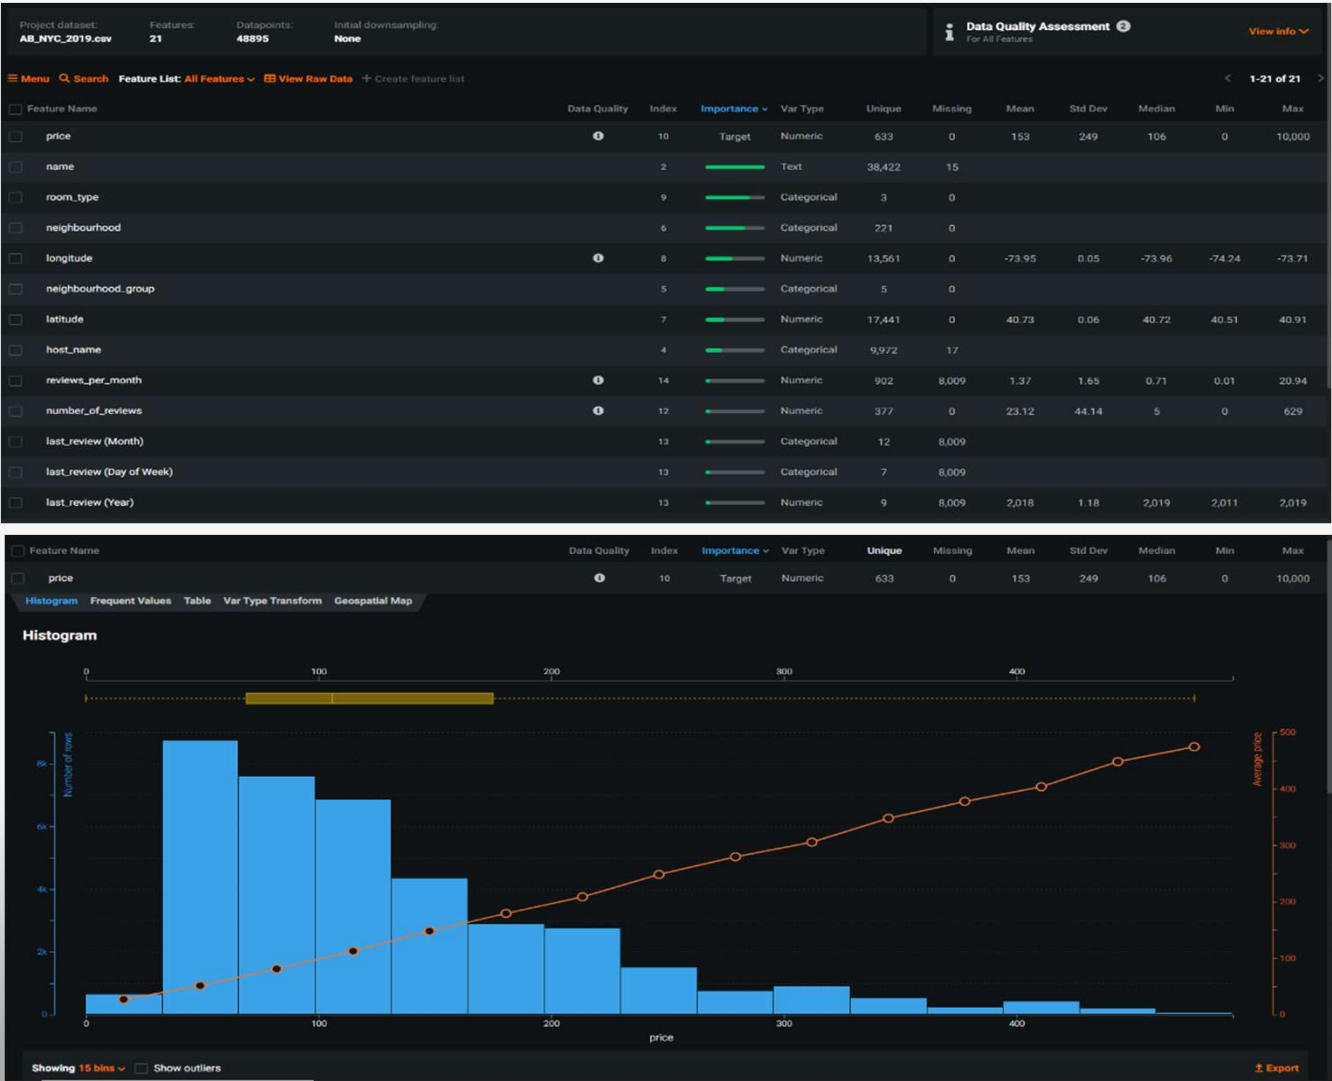 Project dataset: Features: Datapoints: Initial downsampling:
AB_NYC_2019.csv 21 48895 None
Data Quality Assessment 2
For All Features
View info
Menu Search Feature List: All Features View Raw Data + Create feature list < 1-21 of 21 >
Feature Name Data Quality Index Importance Var Type Unique Missing Mean Std Dev Median Min Max
price 10 Target Numeric 633 0 153 249 106 0 10,000
name 2 Text 38,422 15
room_type 9 Categorical 3 0
neighbourhood 6 Categorical 221 0
longitude 8 Numeric 13,561 0 -73.95 0.05 -73.96 -74.24 -73.71
neighbourhood_group 5 Categorical 5 0
latitude 7 Numeric 17,441 0 40.73 0.06 40.72 40.51 40.91
host_name 4 Categorical 9,972 17
reviews_per_month 14 Numeric 902 8,009 1.37 1.65 0.71 0.01 20.94
number_of_reviews 12 Numeric 377 0 23.12 44.14 5 0 629
last_review (Month) 13 Categorical 12 8,009
last_review (Day of Week) 13 Categorical 7 8,009
last_review (Year) 13 Numeric 9 8,009 2,018 1.18 2,019 2,011 2,019
Feature Name Data Quality Index Importance Var Type Unique Missing Mean Std Dev Median Min Max
price 10 Target Numeric 633 0 153 249 106 0 10,000
Histogram Frequent Values Table Var Type Transform Geospatial Map
Histogram
0 100 200 300 400
Number of rows
8k
6k
4k
2k
0
Average price
500
400
300
200
100
0
0 100 200 300 400
price
Showing 15 bins Show outliers
Export